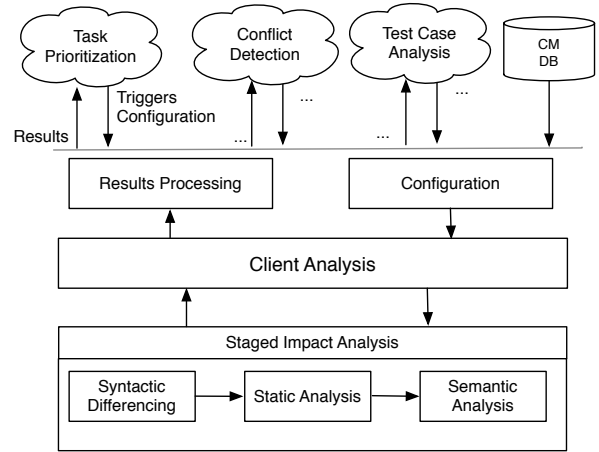 Task
Prioritization
Conflict
Detection
Test Case
Analysis
CM
DB
Triggers
Configuration
...
...
Results
...
...
Results Processing
Configuration
Client Analysis
Staged Impact Analysis
Syntactic
Differencing
Static Analysis
Semantic
Analysis